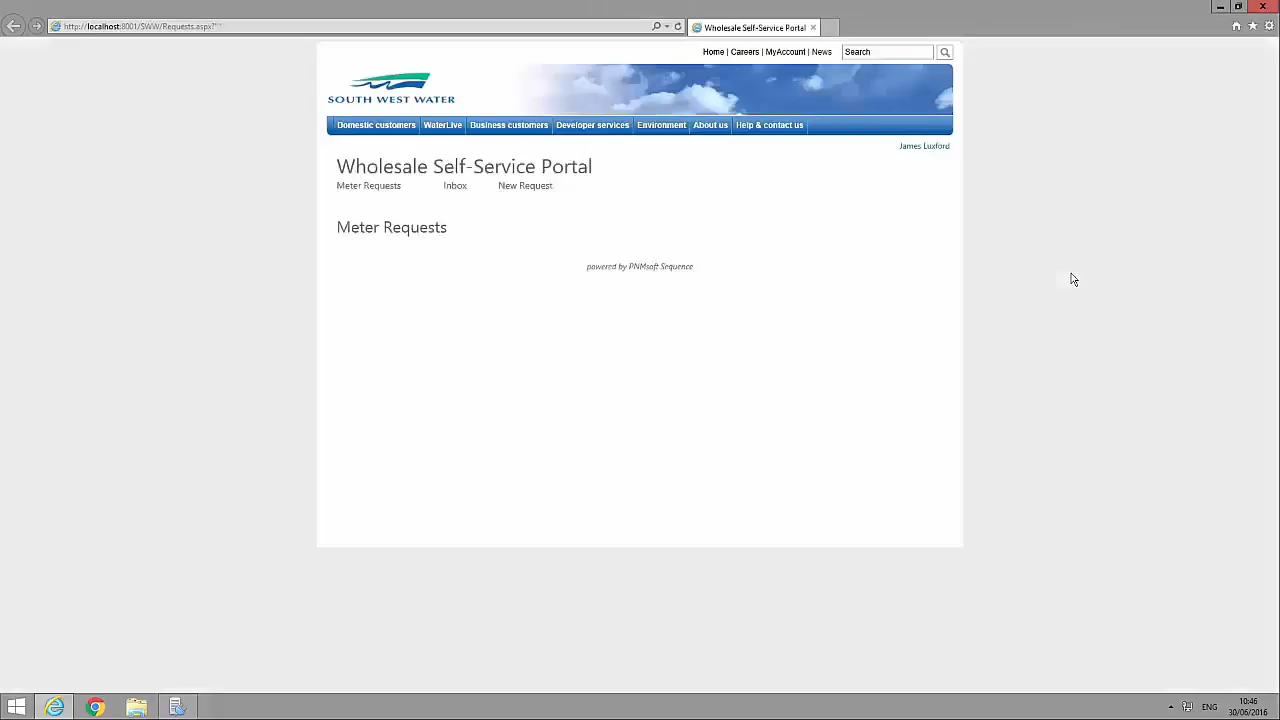 http://localhost:8001/SWW/Requests.aspx?
Wholesale Self-Service Portal
Home | Careers | MyAccount | News
Search
SOUTH WEST WATER
Domestic customers
WaterLive
Business customers
Developer services
Environment
About us
Help & contact us
James Luxford
Wholesale Self-Service Portal
Meter Requests
Inbox
New Request
Meter Requests
powered by PNMsoft Sequence
ENG
10:46
30/06/2016